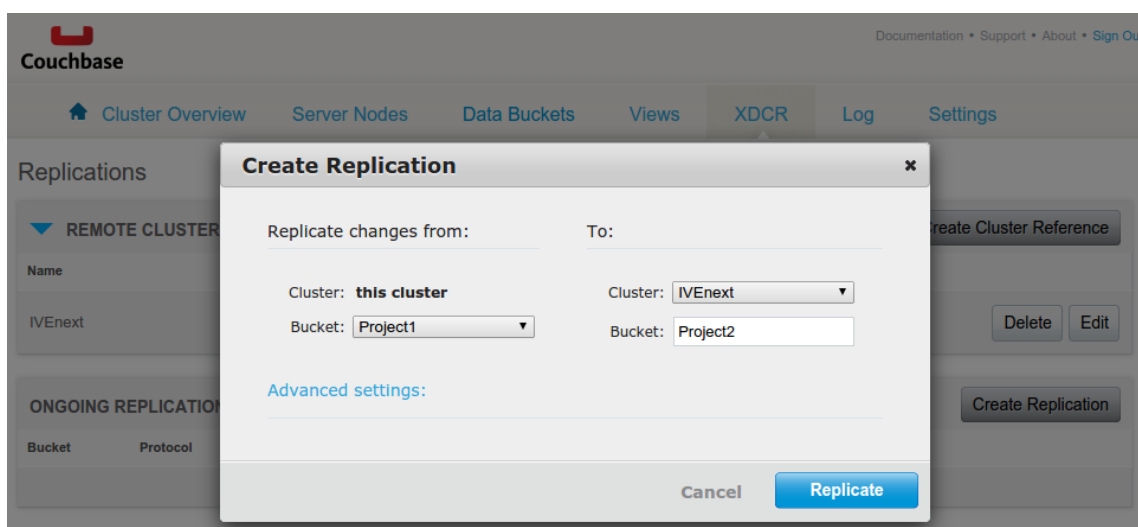 Couchbase
Documentation • Support • About • Sign Ou
Cluster Overview Server Nodes Data Buckets Views XDCR Log Settings
Replications
Create Replication
REMOTE CLUSTER
reate Cluster Reference
Replicate changes from: To:
Name
Cluster: this cluster Cluster: IVEnext
IVEnext
Bucket: Project1 Bucket: Project2
Delete Edit
Advanced settings:
ONGOING REPLICATION
Create Replication
Bucket Protocol
Cancel Replicate